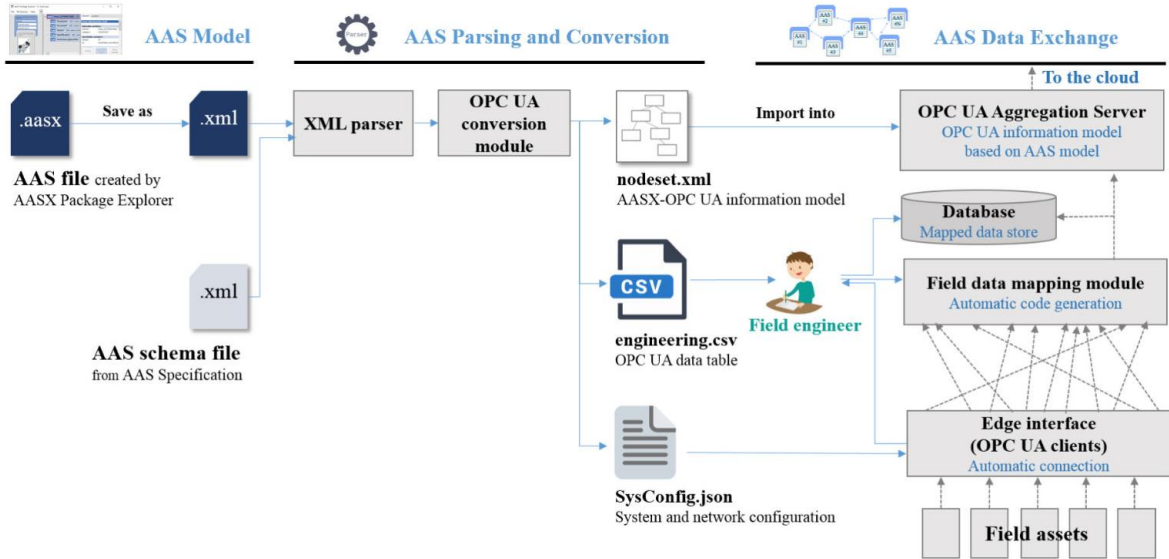 AAS Model
Parser
AAS Parsing and Conversion
AAS Data Exchange
To the cloud
.aasx
Save as
.xml
XML parser
OPC UA
conversion
module
Import into
OPC UA Aggregation Server
OPC UA information model
based on AAS model
AAS file created by
AASX Package Explorer
nodeset.xml
AASX-OPC UA information model
Database
Mapped data store
.xml
CSV
Field engineer
Field data mapping module
Automatic code generation
AAS schema file
from AAS Specification
engineering.csv
OPC UA data table
Edge interface
(OPC UA clients)
Automatic connection
SysConfig.json
System and network configuration
Field assets